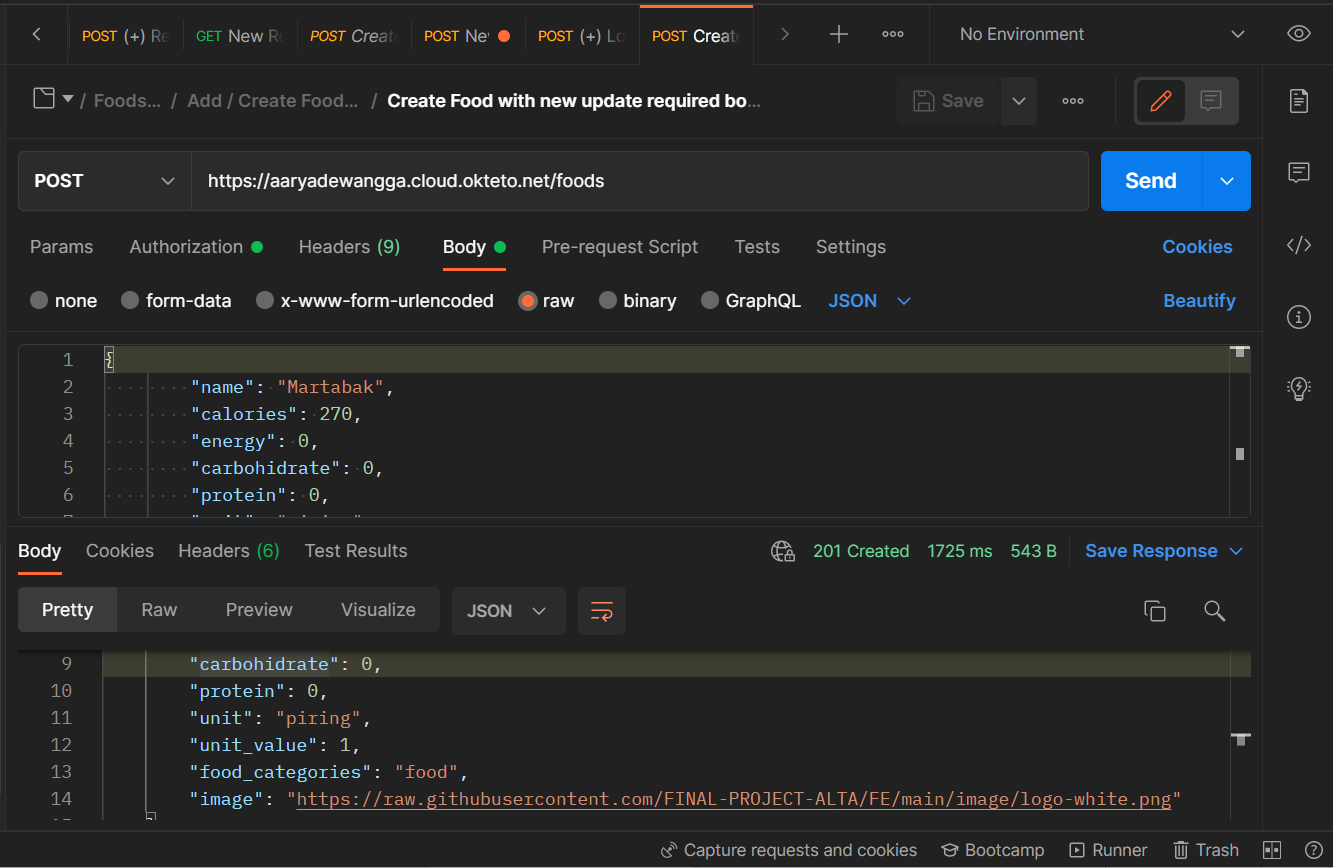 POST (+) Re
GET New R
POST Creat
POST Ne
POST (+) Lo
POST Creat
No Environment
/ Foods... / Add / Create Food... / Create Food with new update required bo...
Save
POST https://aaryadewangga.cloud.okteto.net/foods
Send
Params Authorization Headers (9) Body Pre-request Script Tests Settings Cookies
none form-data x-www-form-urlencoded raw binary GraphQL JSON Beautify
1 {
2 "name": "Martabak",
3 "calories": 270,
4 "energy": 0,
5 "carbohidrate": 0,
6 "protein": 0,
Body Cookies Headers (6) Test Results 201 Created 1725 ms 543 B Save Response
Pretty Raw Preview Visualize JSON
9 "carbohidrate": 0,
10 "protein": 0,
11 "unit": "piring",
12 "unit_value": 1,
13 "food_categories": "food",
14 "image": "https://raw.githubusercontent.com/FINAL-PROJECT-ALTA/FE/main/image/logo-white.png"
Capture requests and cookies Bootcamp Runner Trash